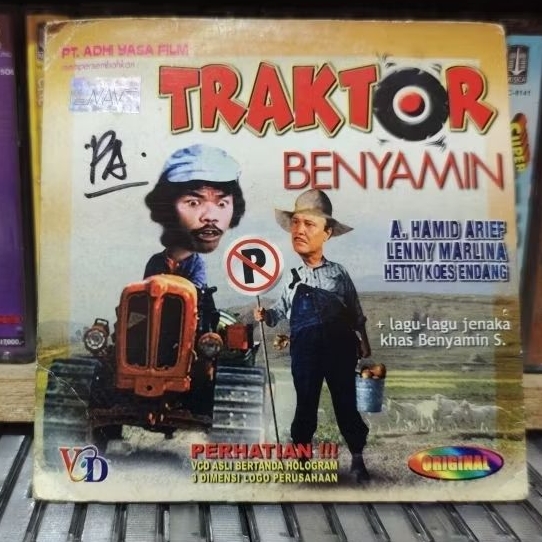 PT. ADHI YASA FILM
mempersembahkan :
TRAKTOR
BENYAMIN
A. HAMID ARIEF
LENNY MARLINA
HETTY KOES ENDANG
P
+ lagu-lagu jenaka
khas Benyamin S.
VCD
PERHATIAN !!!
VCD ASLI BERTANDA HOLOGRAM
3 DIMENSI LOGO PERUSAHAAN
ORIGINAL